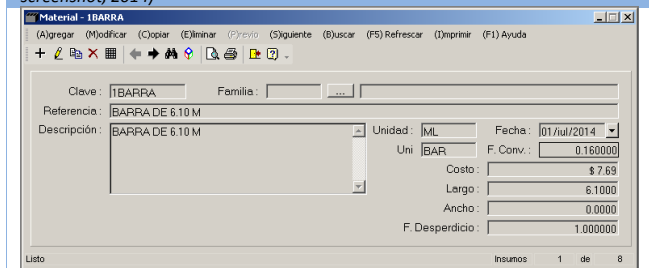 screenshot, 2014)
Material - 1BARRA
(A)gregar (M)odificar (C)opiar (E)liminar (P)revio (S)iguiente (B)uscar (F5) Refrescar (I)mprimir (F1) Ayuda
Clave : 1BARRA Familia : ...
Referencia : BARRA DE 6.10 M
Descripción : BARRA DE 6.10 M Unidad : ML Fecha : 01/jul/2014
Uni BAR F. Conv. : 0.160000
Costo : $ 7.69
Largo : 6.1000
Ancho : 0.0000
F. Desperdicio : 1.000000
Listo Insumos 1 de 8